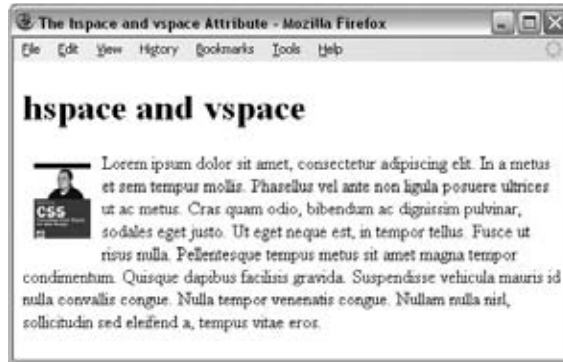 The hspace and vspace Attribute - Mozilla Firefox
File Edit View History Bookmarks Tools Help
hspace and vspace
Lorem ipsum dolor sit amet, consectetur adipiscing elit. In a metus
et sem tempus mollis. Phasellus vel ante non ligula posuere ultrices
ut ac metus. Cras quam odio, bibendum ac dignissim pulvinar,
sodales eget justo. Ut eget neque est, in tempor tellus. Fusce ut
risus nulla. Pellentesque tempus metus sit amet magna tempor
condimentum. Quisque dapibus facilisis gravida. Suspendisse vehicula mauris id
nulla convallis congue. Nulla tempor venenatis congue. Nullam nulla nisl,
sollicitudin sed eleifend a, tempus vitae eros.
CSS